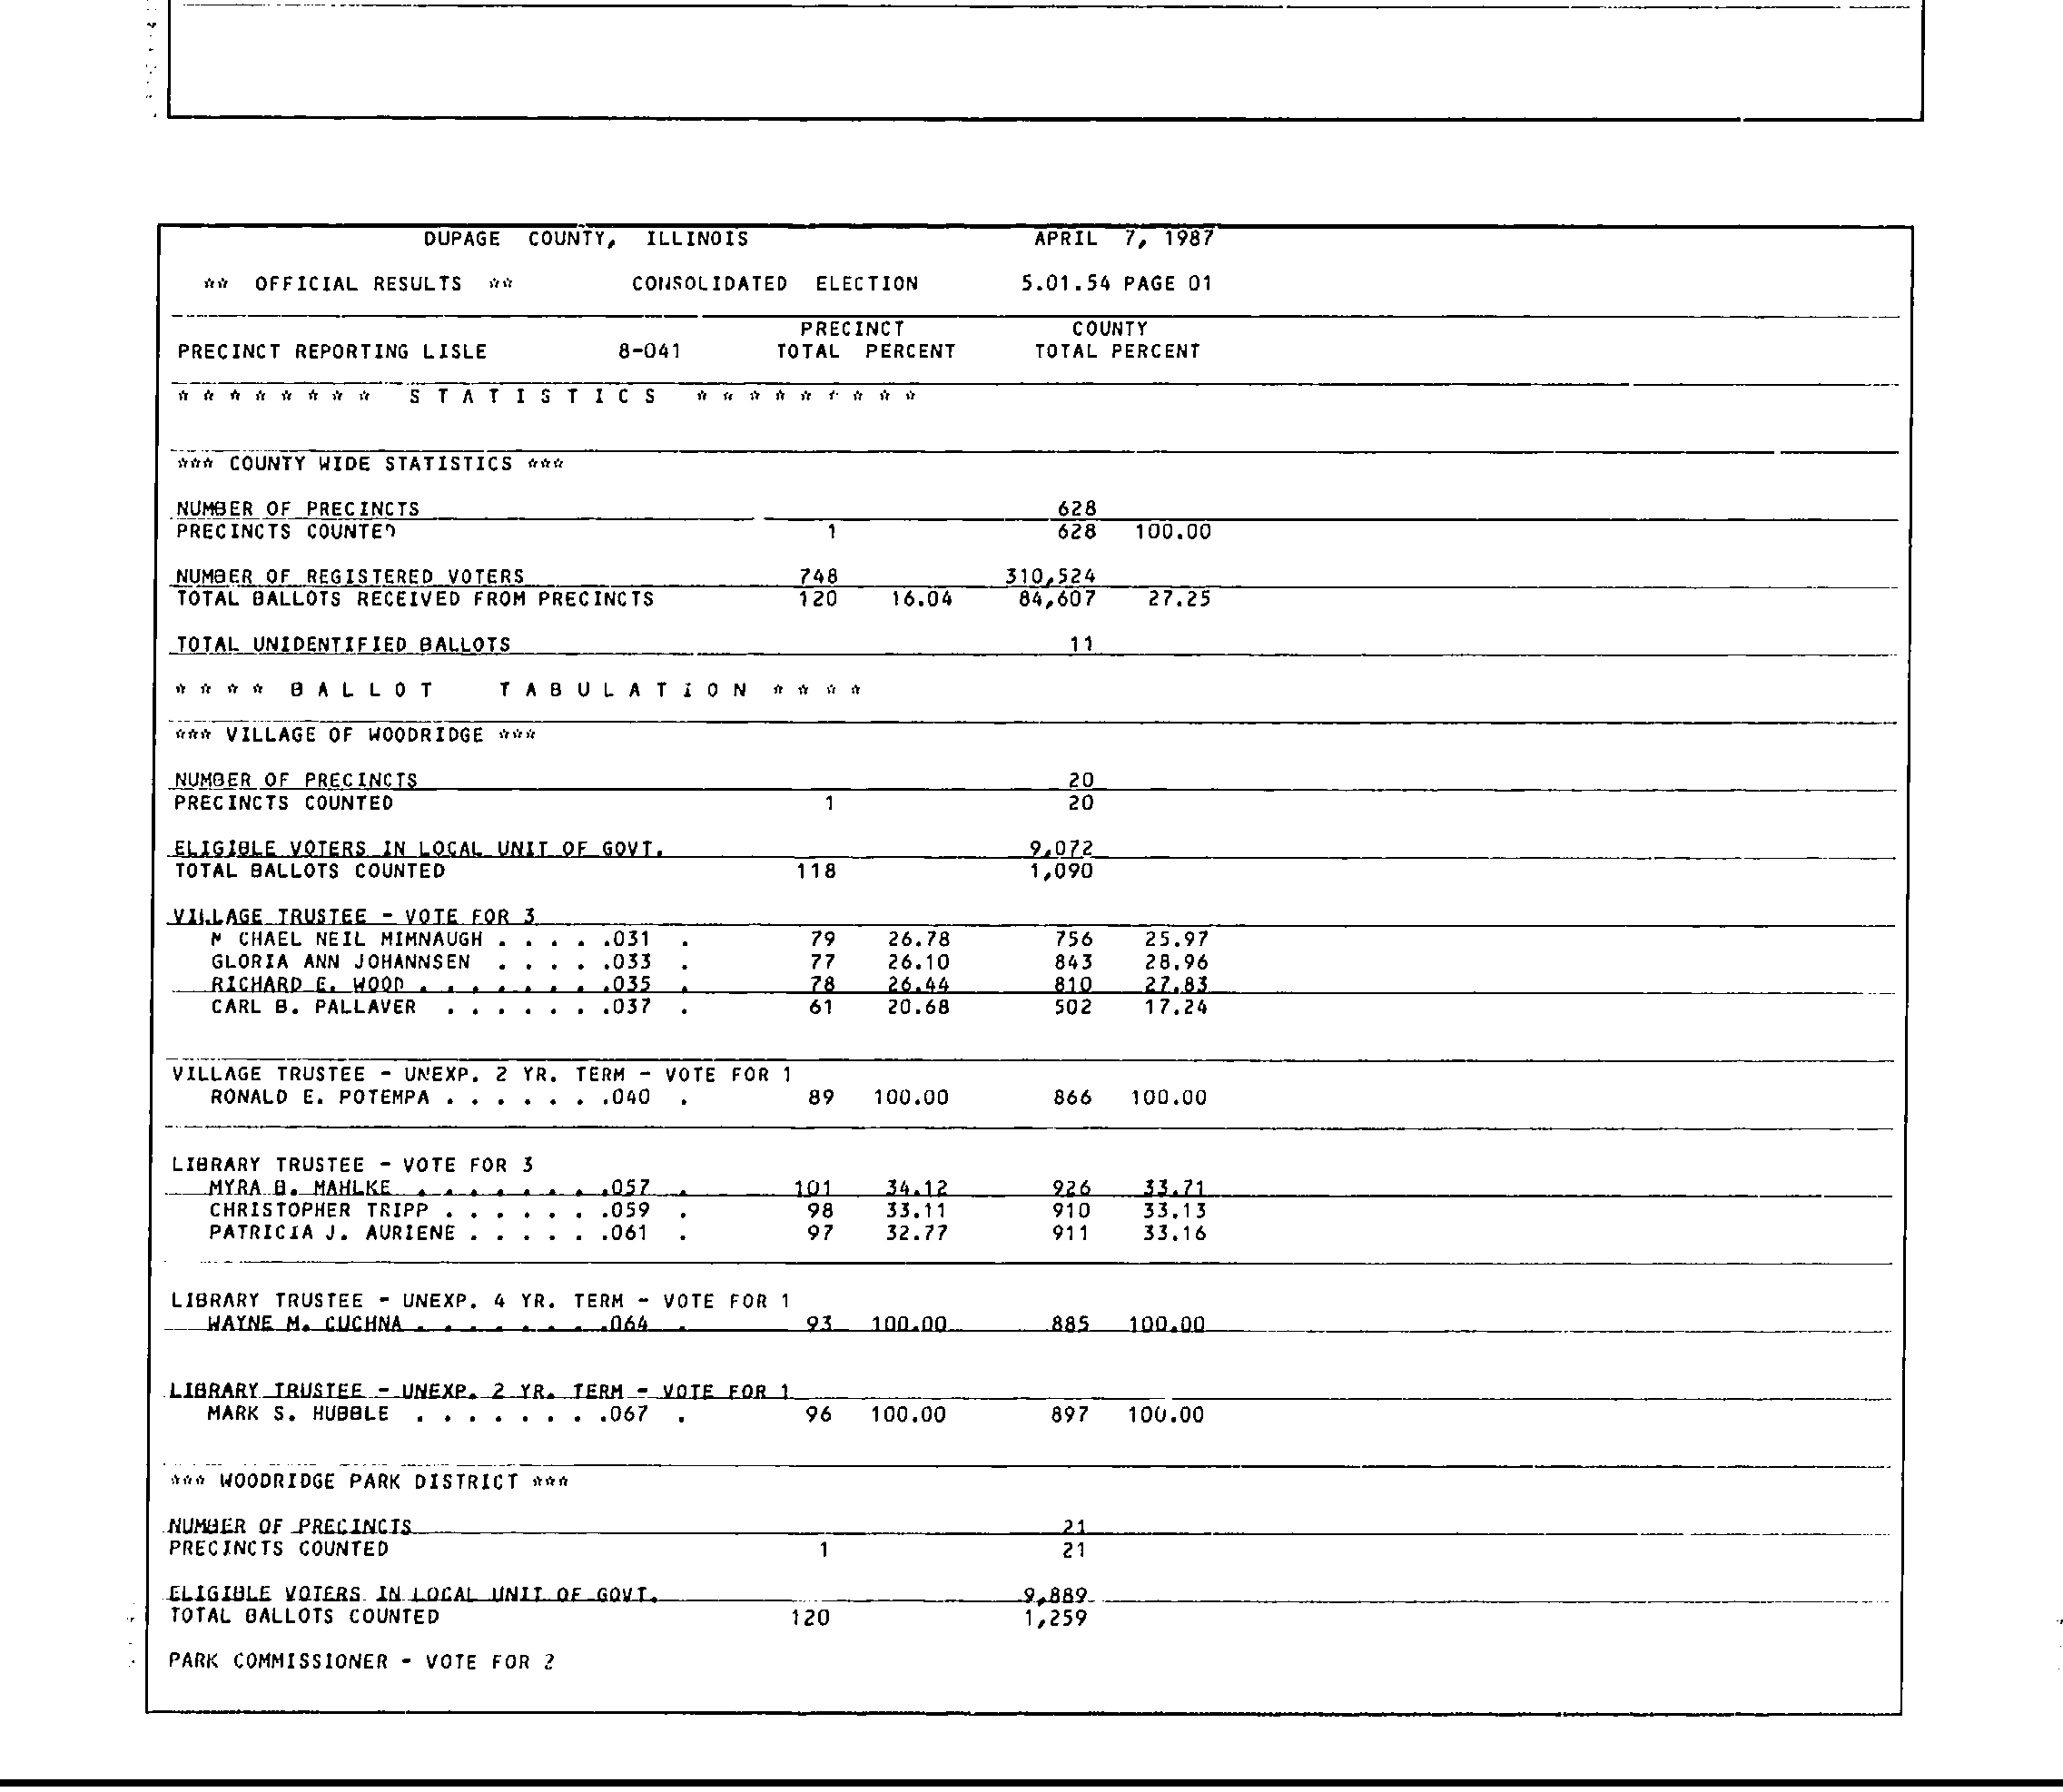 DUPAGE COUNTY, ILLINOIS APRIL 7, 1987
** OFFICIAL RESULTS ** CONSOLIDATED ELECTION 5.01.54 PAGE 01
PRECINCT COUNTY
PRECINCT REPORTING LISLE 8-041 TOTAL PERCENT TOTAL PERCENT
* * * * * * * * S T A T I S T I C S * * * * * * * * *
*** COUNTY WIDE STATISTICS ***
NUMBER OF PRECINCTS 628
PRECINCTS COUNTED 1 628 100.00
NUMBER OF REGISTERED VOTERS 748 310,524
TOTAL BALLOTS RECEIVED FROM PRECINCTS 120 16.04 84,607 27.25
TOTAL UNIDENTIFIED BALLOTS 11
* * * * B A L L O T T A B U L A T I O N * * * *
*** VILLAGE OF WOODRIDGE ***
NUMBER OF PRECINCTS 20
PRECINCTS COUNTED 1 20
ELIGIBLE VOTERS IN LOCAL UNIT OF GOVT. 9,072
TOTAL BALLOTS COUNTED 118 1,090
VILLAGE TRUSTEE - VOTE FOR 3
M CHAEL NEIL MIMNAUGH . . . . .031 . 79 26.78 756 25.97
GLORIA ANN JOHANNSEN . . . . .033 . 77 26.10 843 28.96
RICHARD E. WOOD . . . . . . . .035 . 78 26.44 810 27.83
CARL B. PALLAVER . . . . . . .037 . 61 20.68 502 17.24
VILLAGE TRUSTEE - UNEXP. 2 YR. TERM - VOTE FOR 1
RONALD E. POTEMPA . . . . . . .040 . 89 100.00 866 100.00
LIBRARY TRUSTEE - VOTE FOR 3
MYRA B. MAHLKE . . . . . . . .057 . 101 34.12 926 33.71
CHRISTOPHER TRIPP . . . . . . .059 . 98 33.11 910 33.13
PATRICIA J. AURIENE . . . . . .061 . 97 32.77 911 33.16
LIBRARY TRUSTEE - UNEXP. 4 YR. TERM - VOTE FOR 1
WAYNE M. CUCHNA . . . . . . . .064 . 93 100.00 885 100.00
LIBRARY TRUSTEE - UNEXP. 2 YR. TERM - VOTE FOR 1
MARK S. HUBBLE . . . . . . . .067 . 96 100.00 897 100.00
*** WOODRIDGE PARK DISTRICT ***
NUMBER OF PRECINCTS 21
PRECINCTS COUNTED 1 21
ELIGIBLE VOTERS IN LOCAL UNIT OF GOVT. 9,889
TOTAL BALLOTS COUNTED 120 1,259
PARK COMMISSIONER - VOTE FOR 2